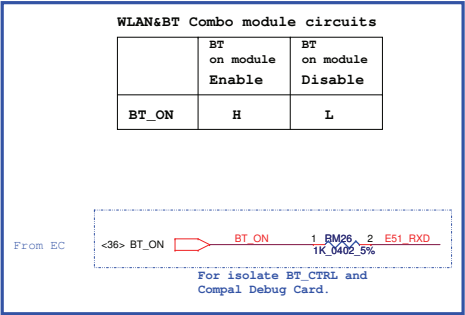 WLAN&BT Combo module circuits
BT on module Enable
BT on module Disable
BT_ON H L
From EC <36> BT_ON BT_ON 1 RM26 2 E51_RXD
1K_0402_5%
For isolate BT_CTRL and
Compal Debug Card.